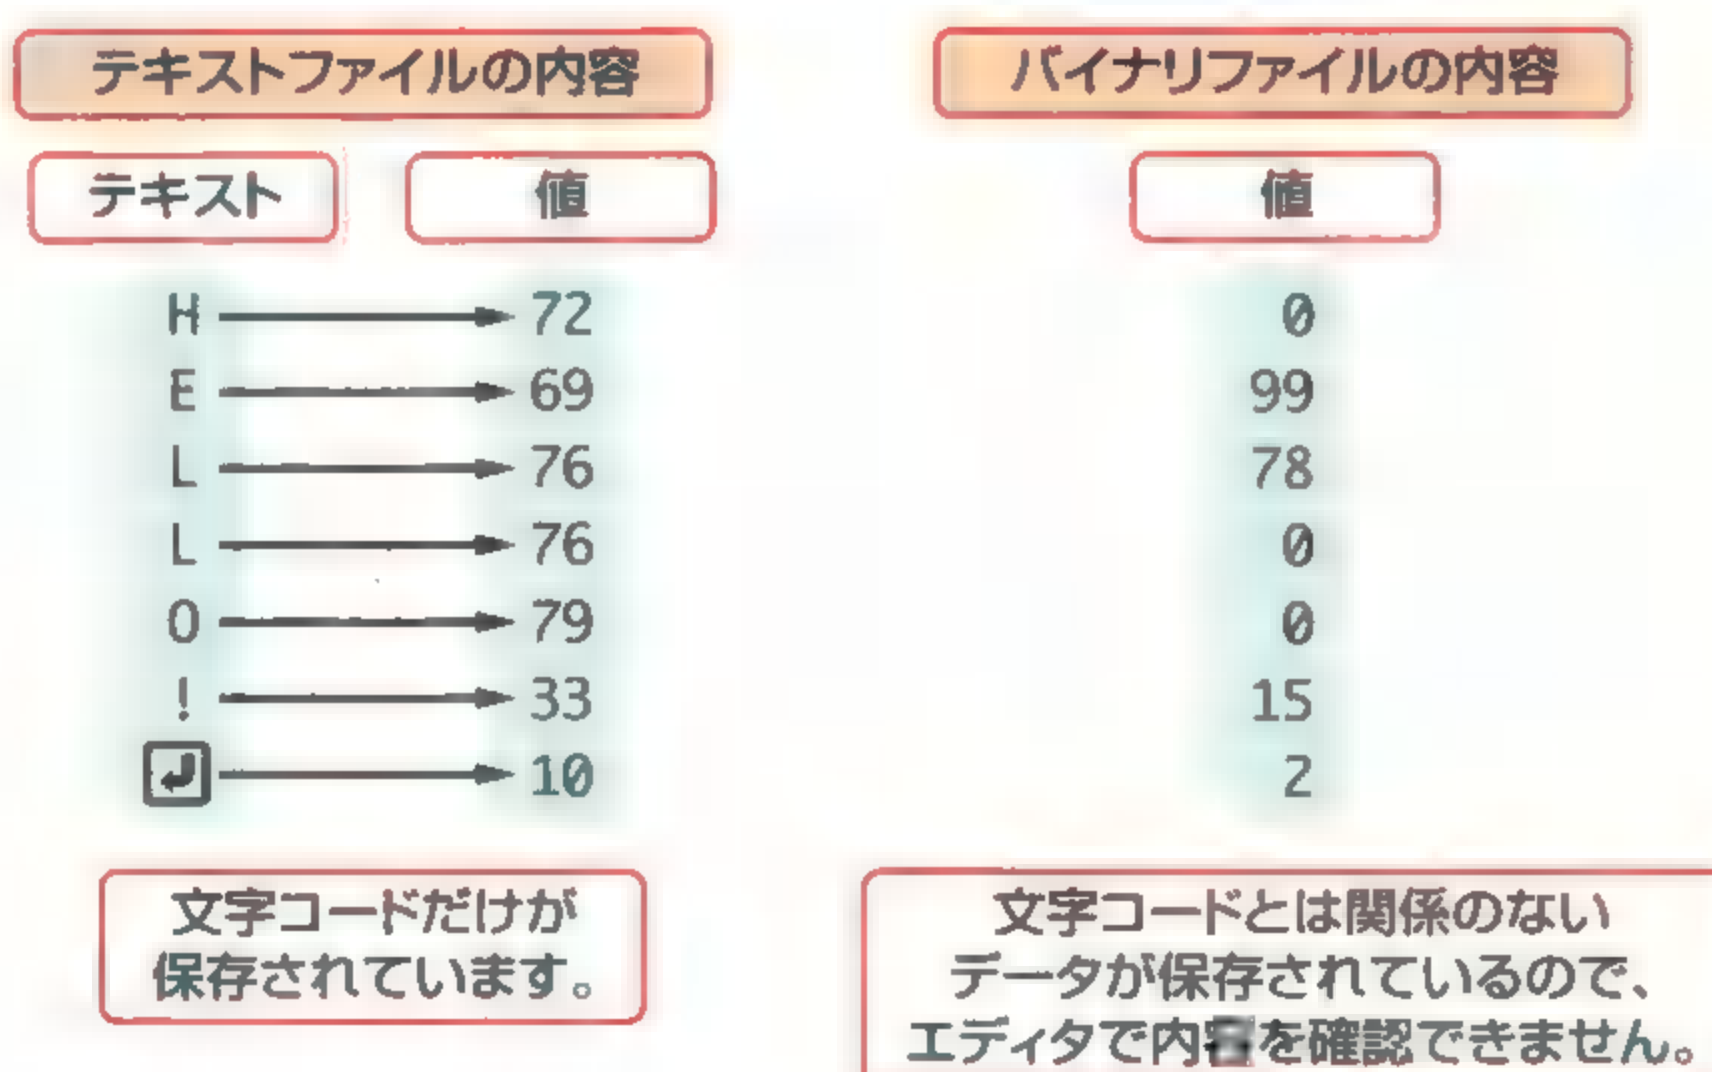 テキストファイルの内容
テキスト 値
H 72
E 69
L 76
L 76
O 79
! 33
10
文字コードだけが
保存されています。
バイナリファイルの内容
値
0
99
78
0
0
15
2
文字コードとは関係のない
データが保存されているので、
エディタで内容を確認できません。